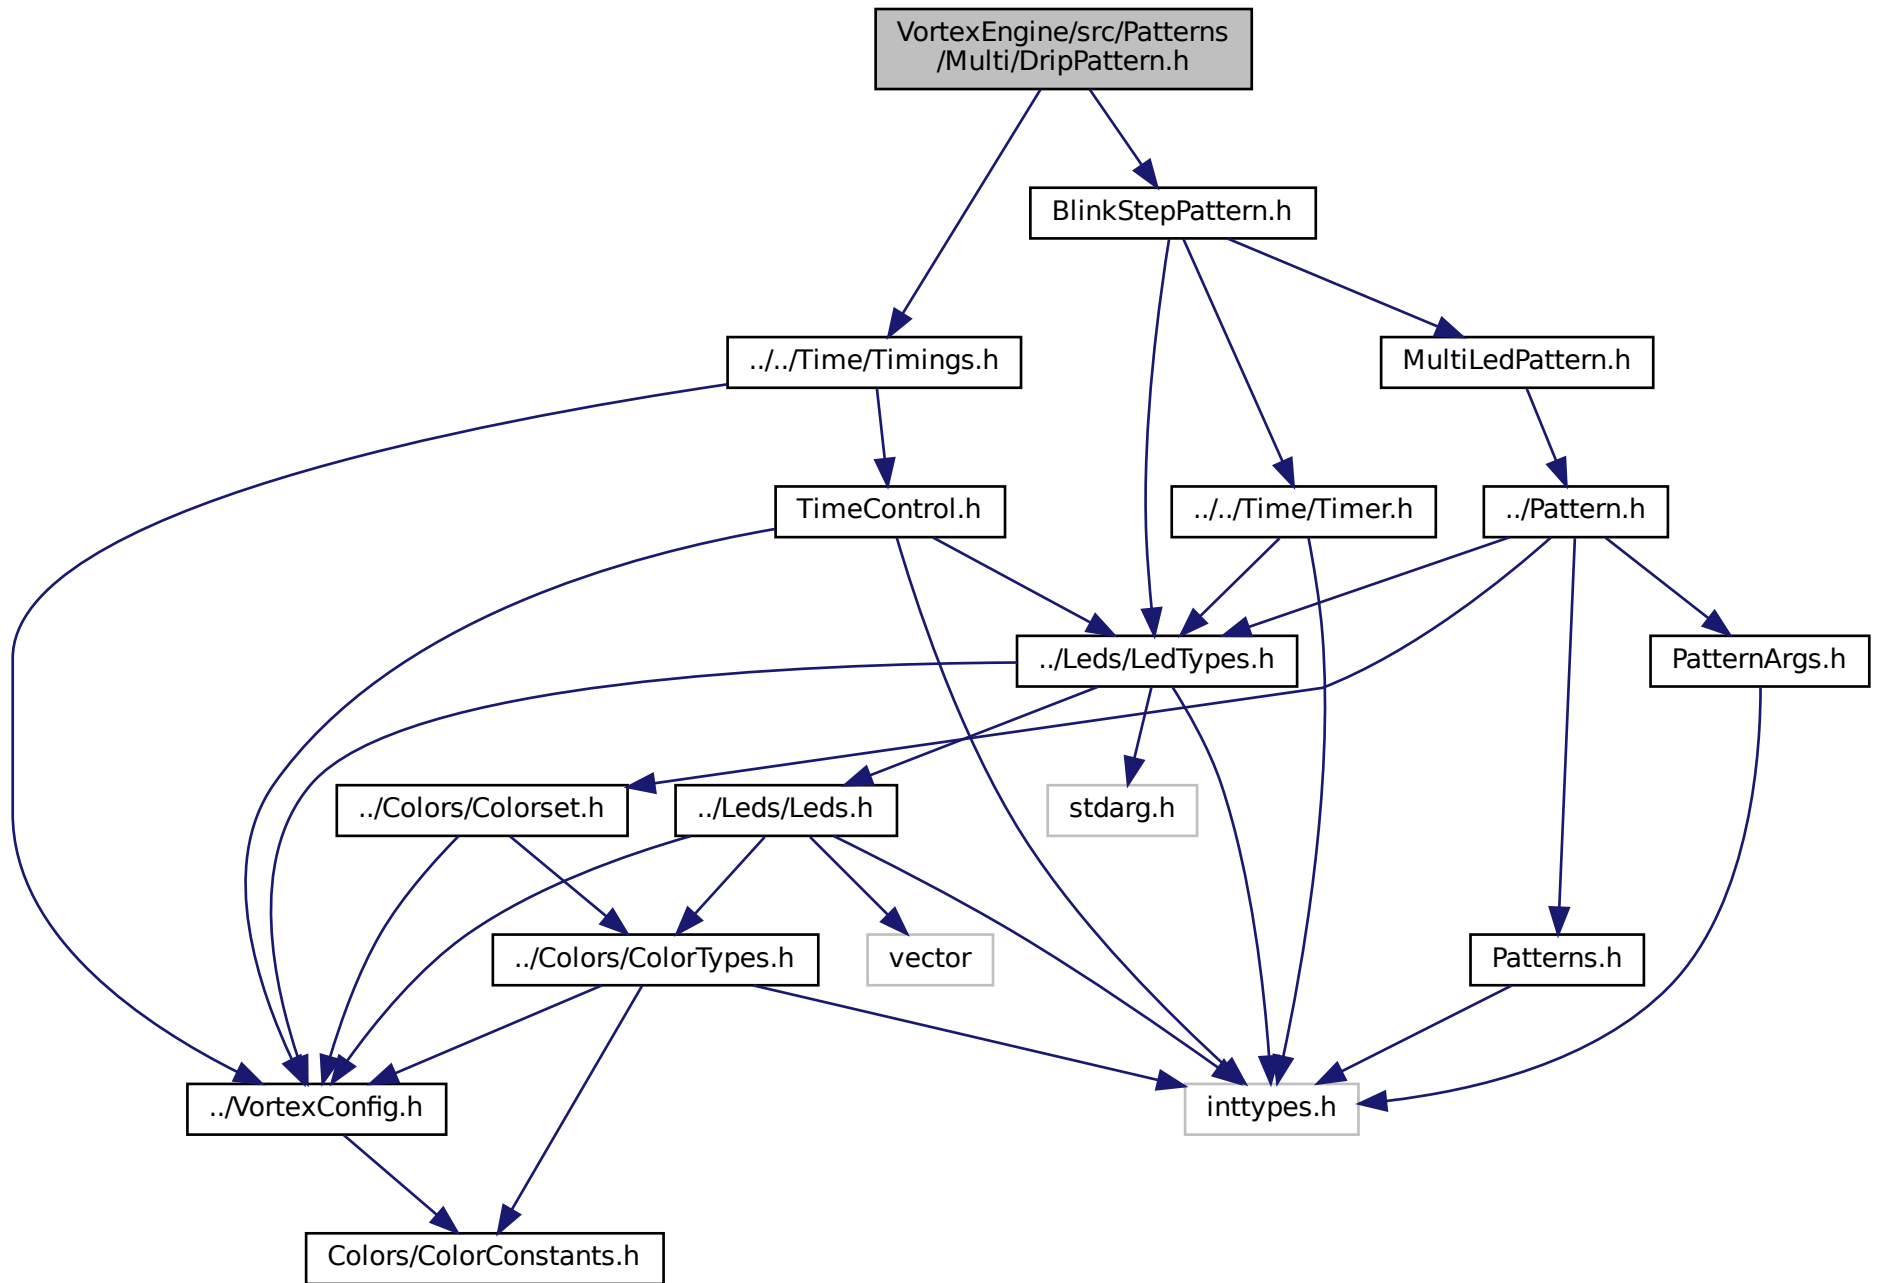 VortexEngine/src/Patterns
/Multi/DripPattern.h
BlinkStepPattern.h
../../Time/Timings.h
MultiLedPattern.h
TimeControl.h
../../Time/Timer.h
../Pattern.h
../Leds/LedTypes.h
PatternArgs.h
../Colors/Colorset.h
../Leds/Leds.h
stdarg.h
../Colors/ColorTypes.h
vector
Patterns.h
../VortexConfig.h
inttypes.h
Colors/ColorConstants.h